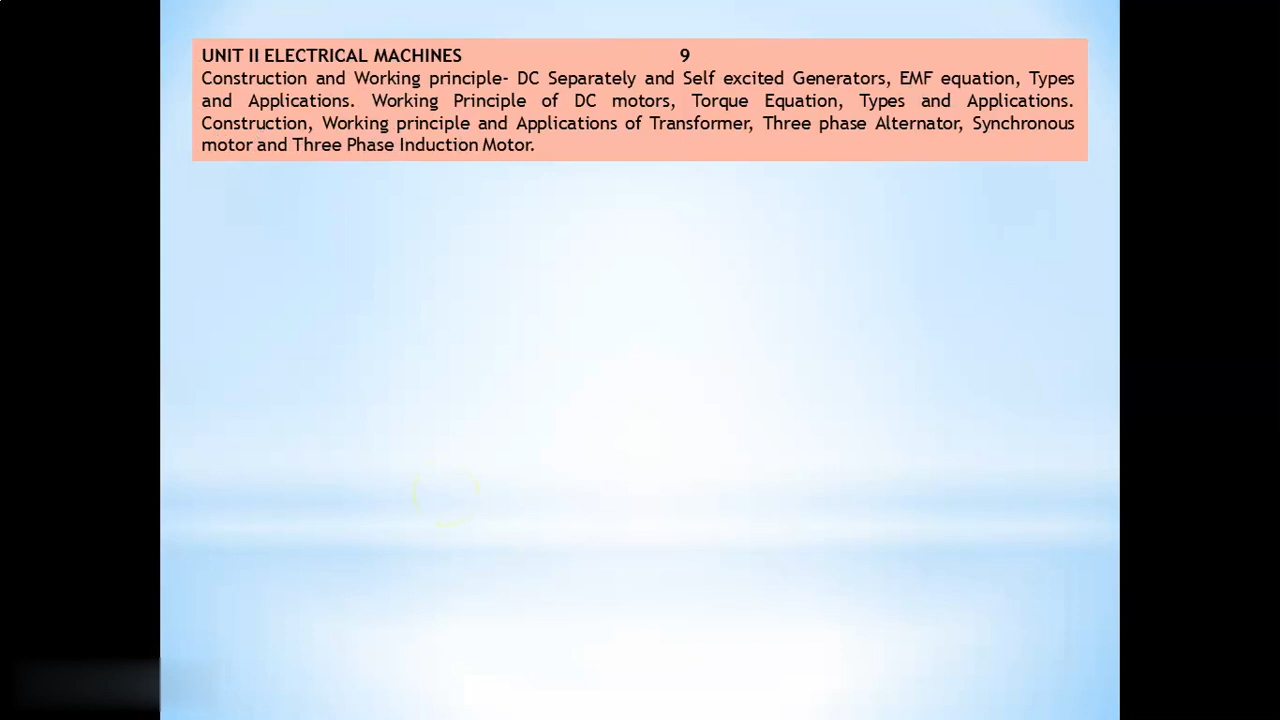 UNIT II ELECTRICAL MACHINES 9
Construction and Working principle- DC Separately and Self excited Generators, EMF equation, Types
and Applications. Working Principle of DC motors, Torque Equation, Types and Applications.
Construction, Working principle and Applications of Transformer, Three phase Alternator, Synchronous
motor and Three Phase Induction Motor.